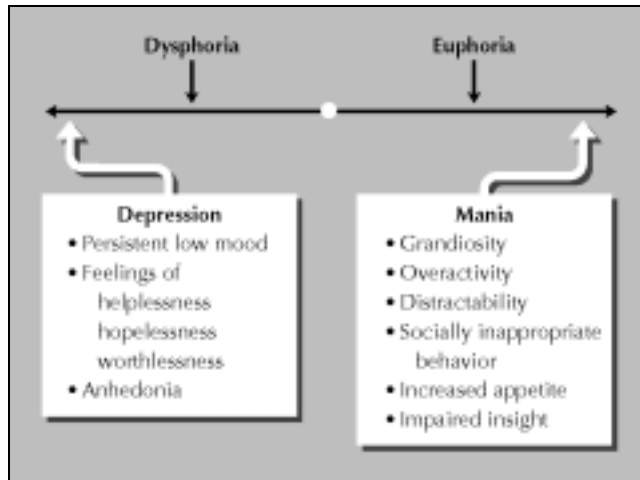 Dysphoria
Euphoria
Depression
• Persistent low mood
• Feelings of
helplessness
hopelessness
worthlessness
• Anhedonia
Mania
• Grandiosity
• Overactivity
• Distractability
• Socially inappropriate
behavior
• Increased appetite
• Impaired insight